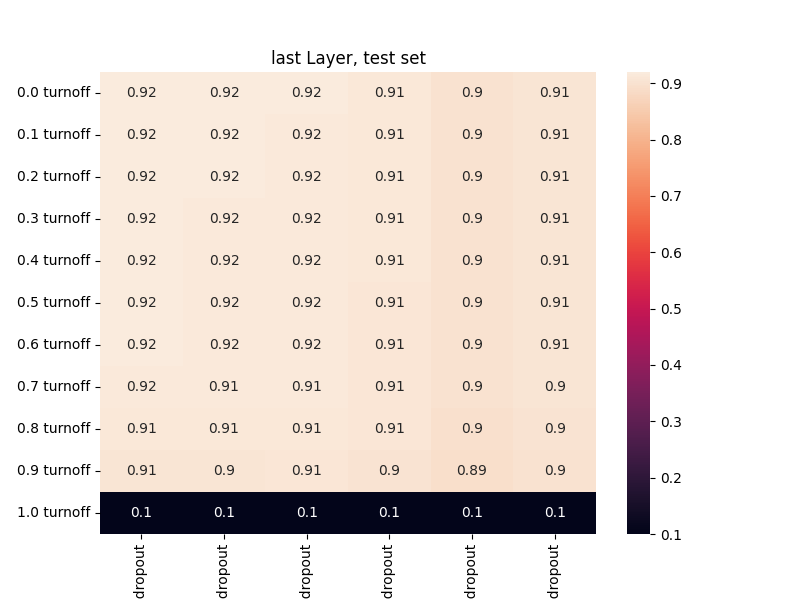 last Layer, test set
0.0 turnoff 0.92 0.92 0.92 0.91 0.9 0.91
0.1 turnoff 0.92 0.92 0.92 0.91 0.9 0.91
0.2 turnoff 0.92 0.92 0.92 0.91 0.9 0.91
0.3 turnoff 0.92 0.92 0.92 0.91 0.9 0.91
0.4 turnoff 0.92 0.92 0.92 0.91 0.9 0.91
0.5 turnoff 0.92 0.92 0.92 0.91 0.9 0.91
0.6 turnoff 0.92 0.92 0.92 0.91 0.9 0.91
0.7 turnoff 0.92 0.91 0.91 0.91 0.9 0.9
0.8 turnoff 0.91 0.91 0.91 0.91 0.9 0.9
0.9 turnoff 0.91 0.9 0.91 0.9 0.89 0.9
1.0 turnoff 0.1 0.1 0.1 0.1 0.1 0.1
dropout dropout dropout dropout dropout dropout
0.9
0.8
0.7
0.6
0.5
0.4
0.3
0.2
0.1